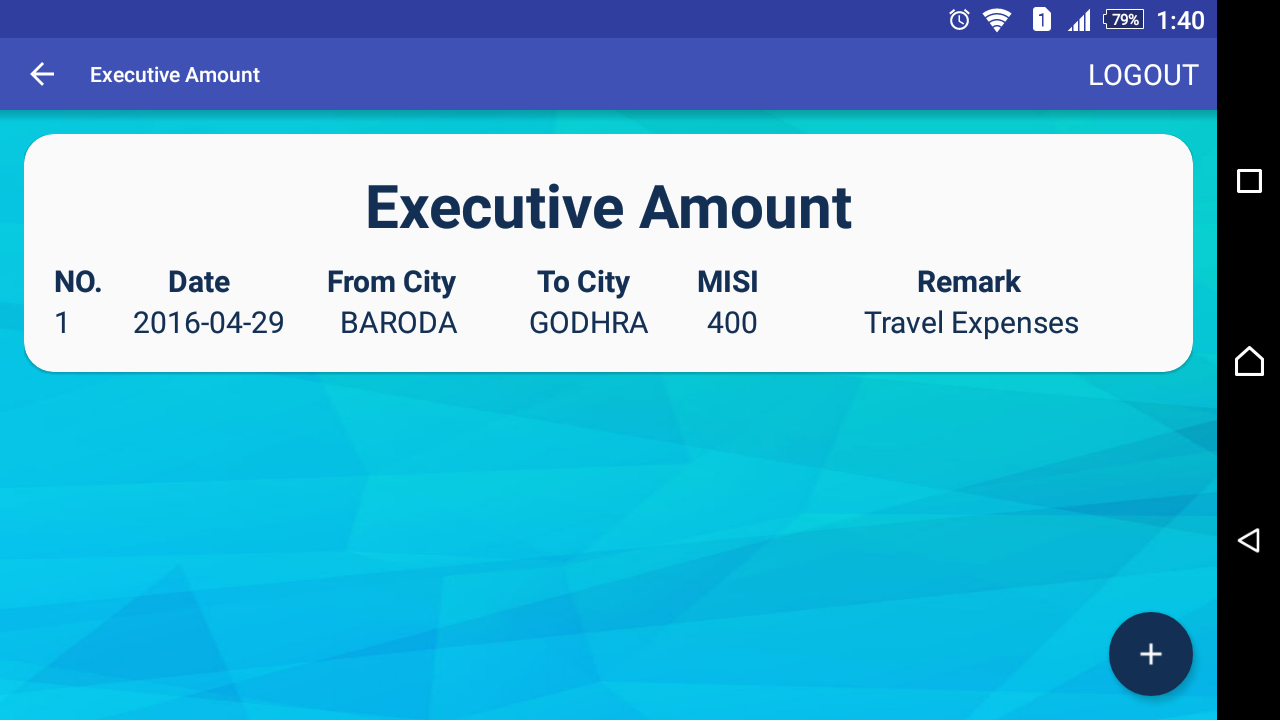 1 79% 1:40
Executive Amount LOGOUT
Executive Amount
NO. Date From City To City MISI Remark
1 2016-04-29 BARODA GODHRA 400 Travel Expenses
+